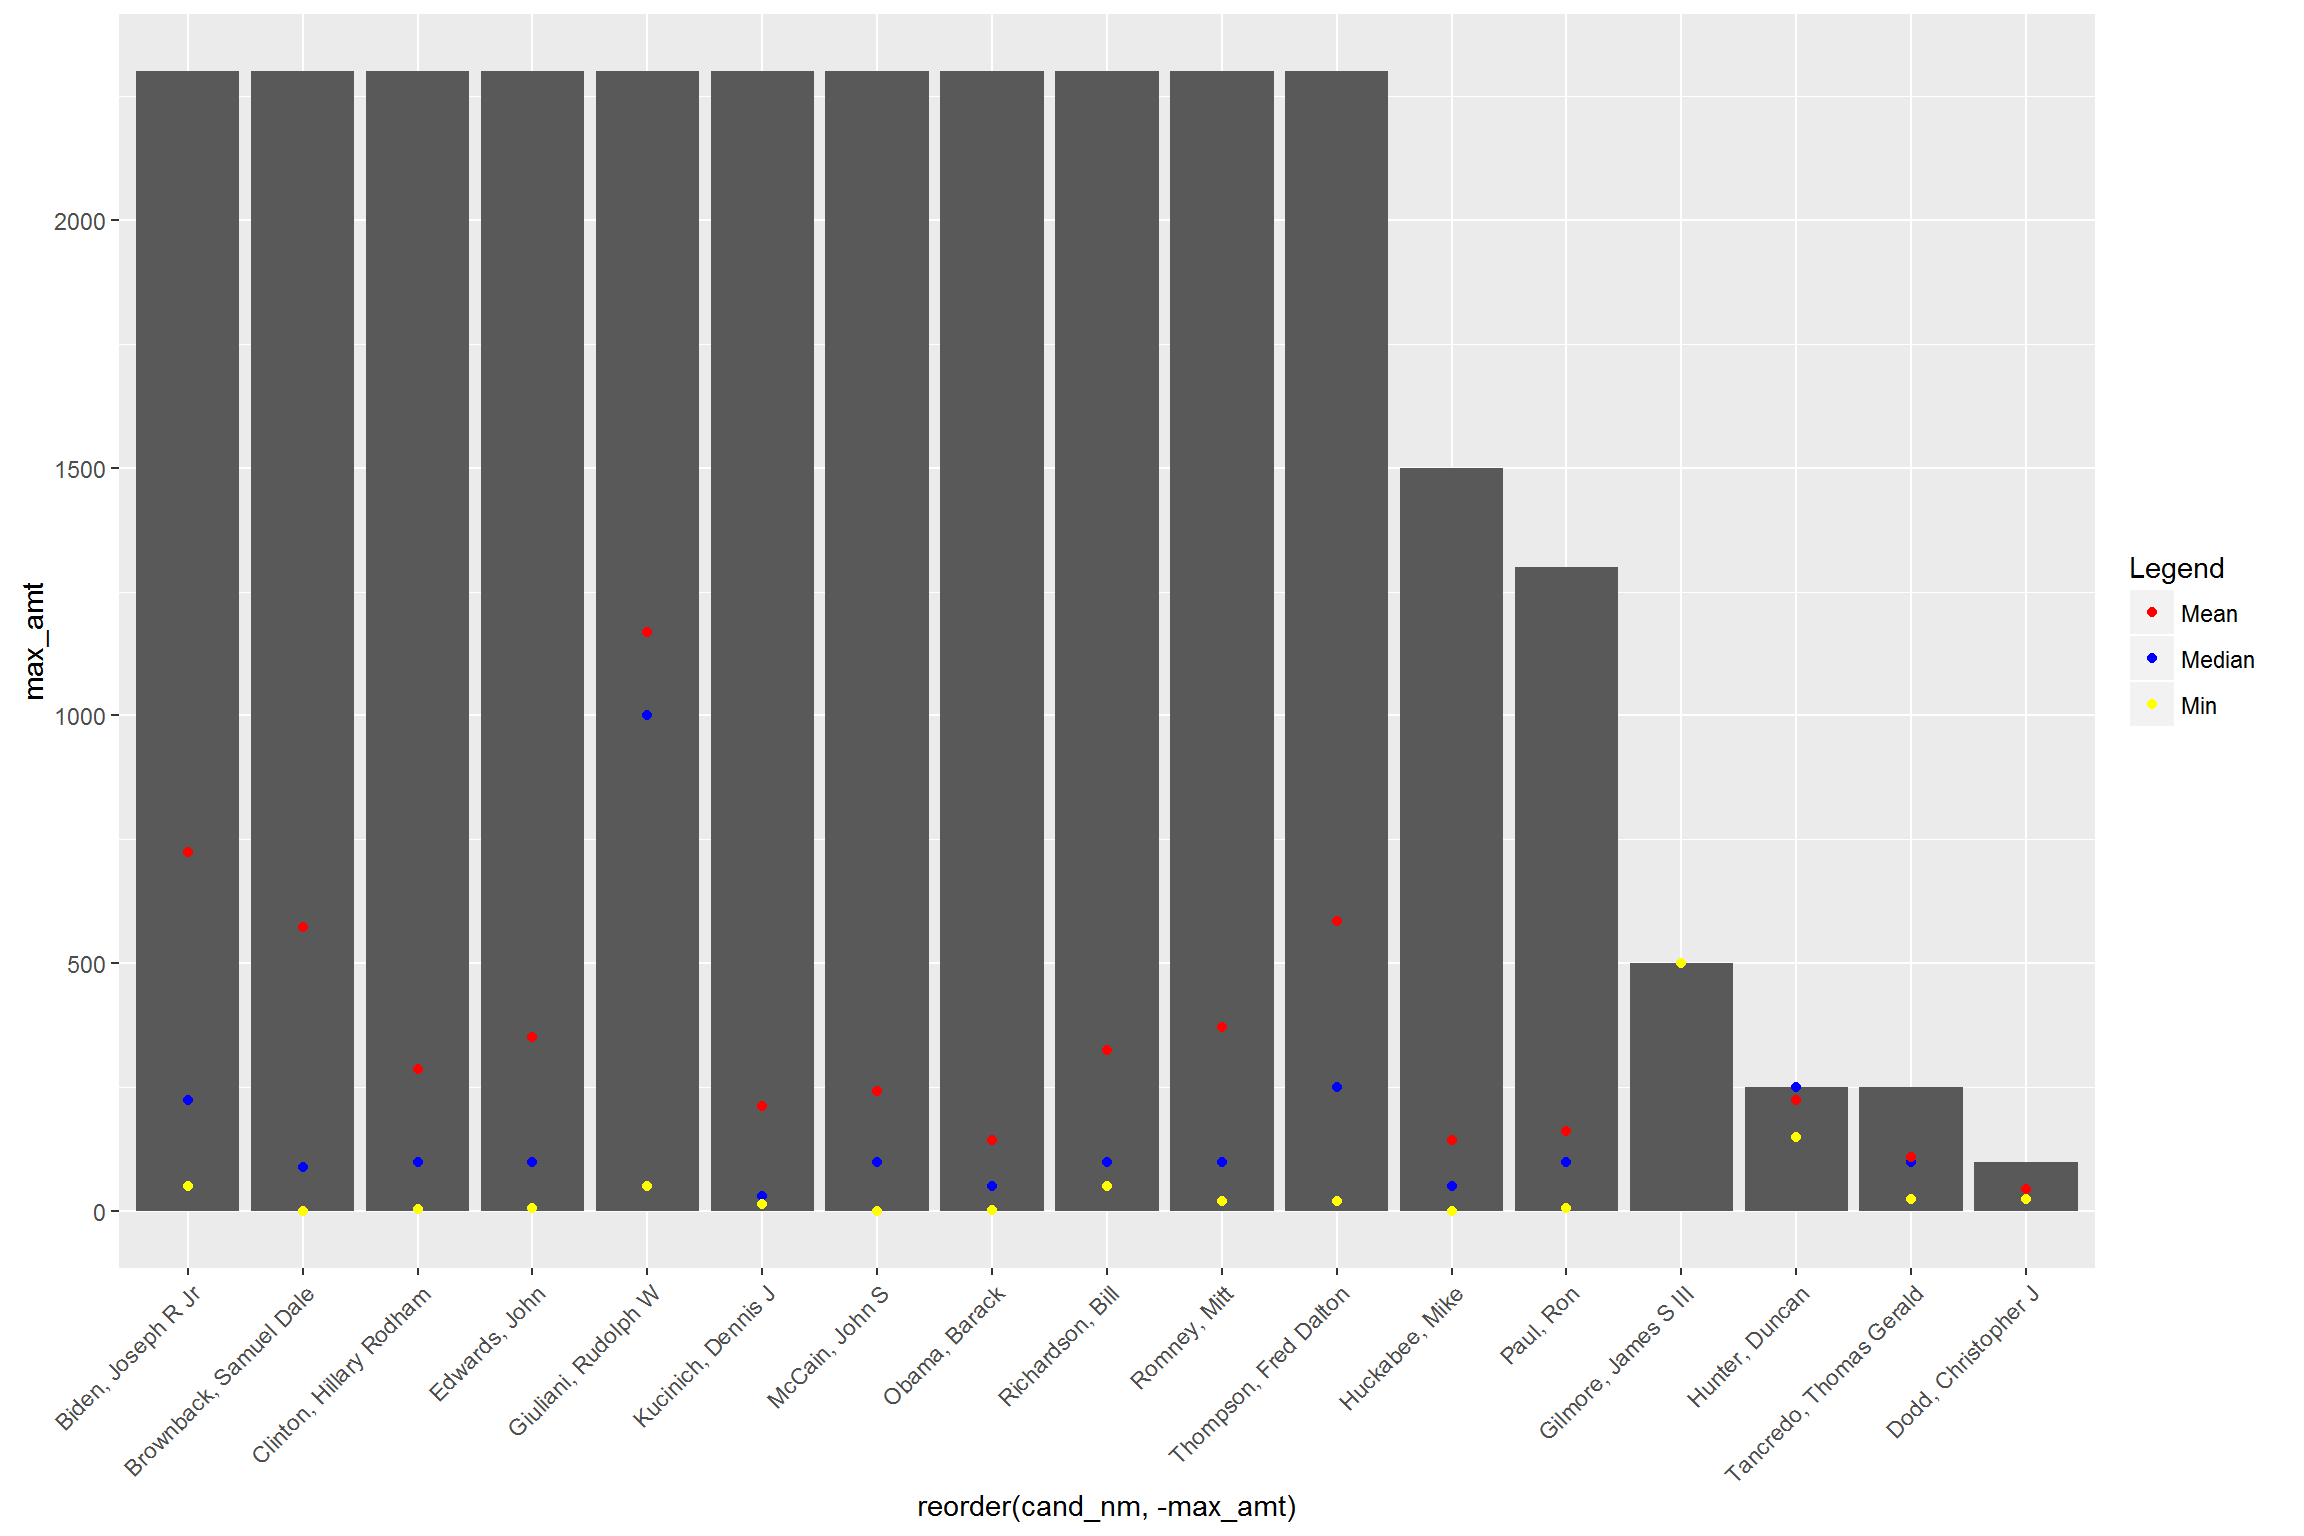 max_amt
2000
1500
1000
500
0
Biden, Joseph R Jr
Brownback, Samuel Dale
Clinton, Hillary Rodham
Edwards, John
Giuliani, Rudolph W
Kucinich, Dennis J
McCain, John S
Obama, Barack
Richardson, Bill
Romney, Mitt
Thompson, Fred Dalton
Huckabee, Mike
Paul, Ron
Gilmore, James S III
Hunter, Duncan
Tancredo, Thomas Gerald
Dodd, Christopher J
reorder(cand_nm, -max_amt)
Legend
Mean
Median
Min